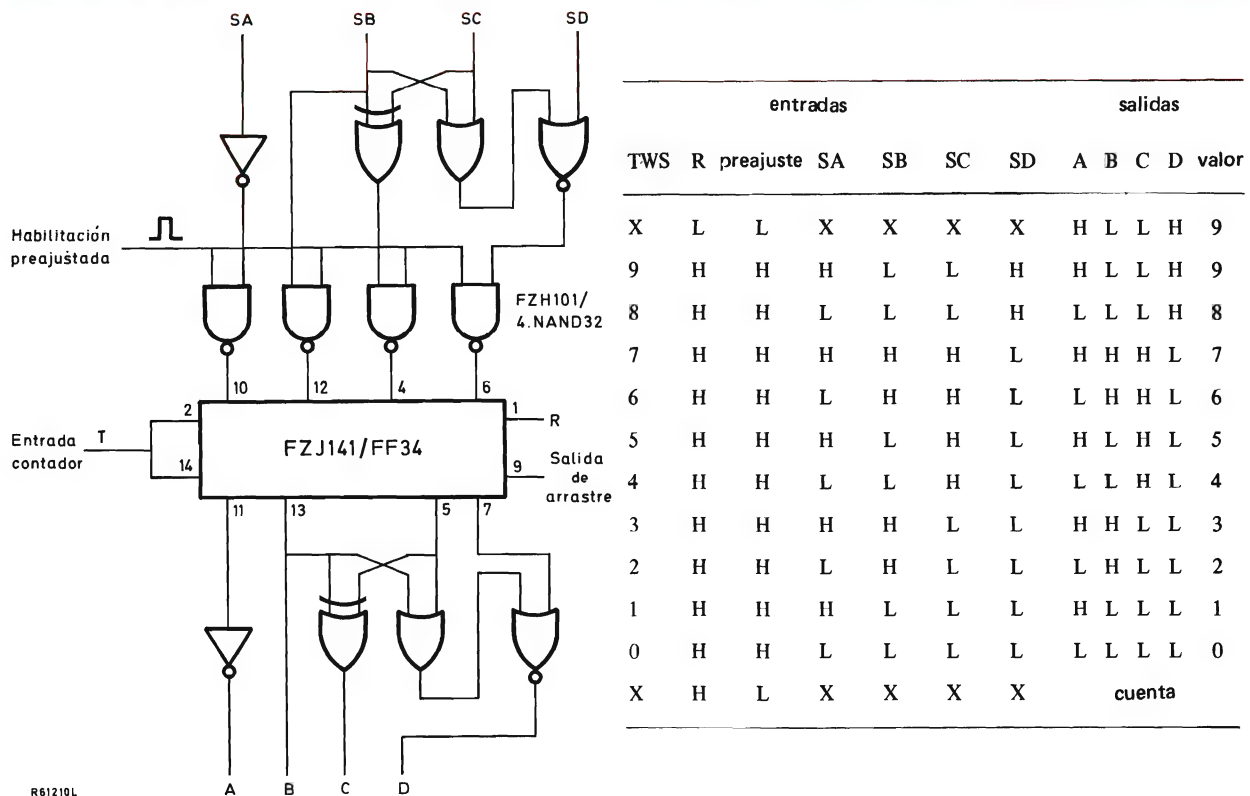 SA SB SC SD
Habilitación
preajustada
FZH101/
4.NAND32
10 12 4 6
2 1
R
Entrada T
contador
FZJ141/FF34
14 9
Salida
de
arrastre
11 13 5 7
A B C D
R61210L
entradas salidas
TWS R preajuste SA SB SC SD A B C D valor
X L L X X X X H L L H 9
9 H H H L L H H L L H 9
8 H H L L L H L L L H 8
7 H H H H H L H H H L 7
6 H H L H H L L H H L 6
5 H H H L H L H L H L 5
4 H H L L H L L L H L 4
3 H H H H L L H H L L 3
2 H H L H L L L H L L 2
1 H H H L L L H L L L 1
0 H H L L L L L L L L 0
X H L X X X X cuenta